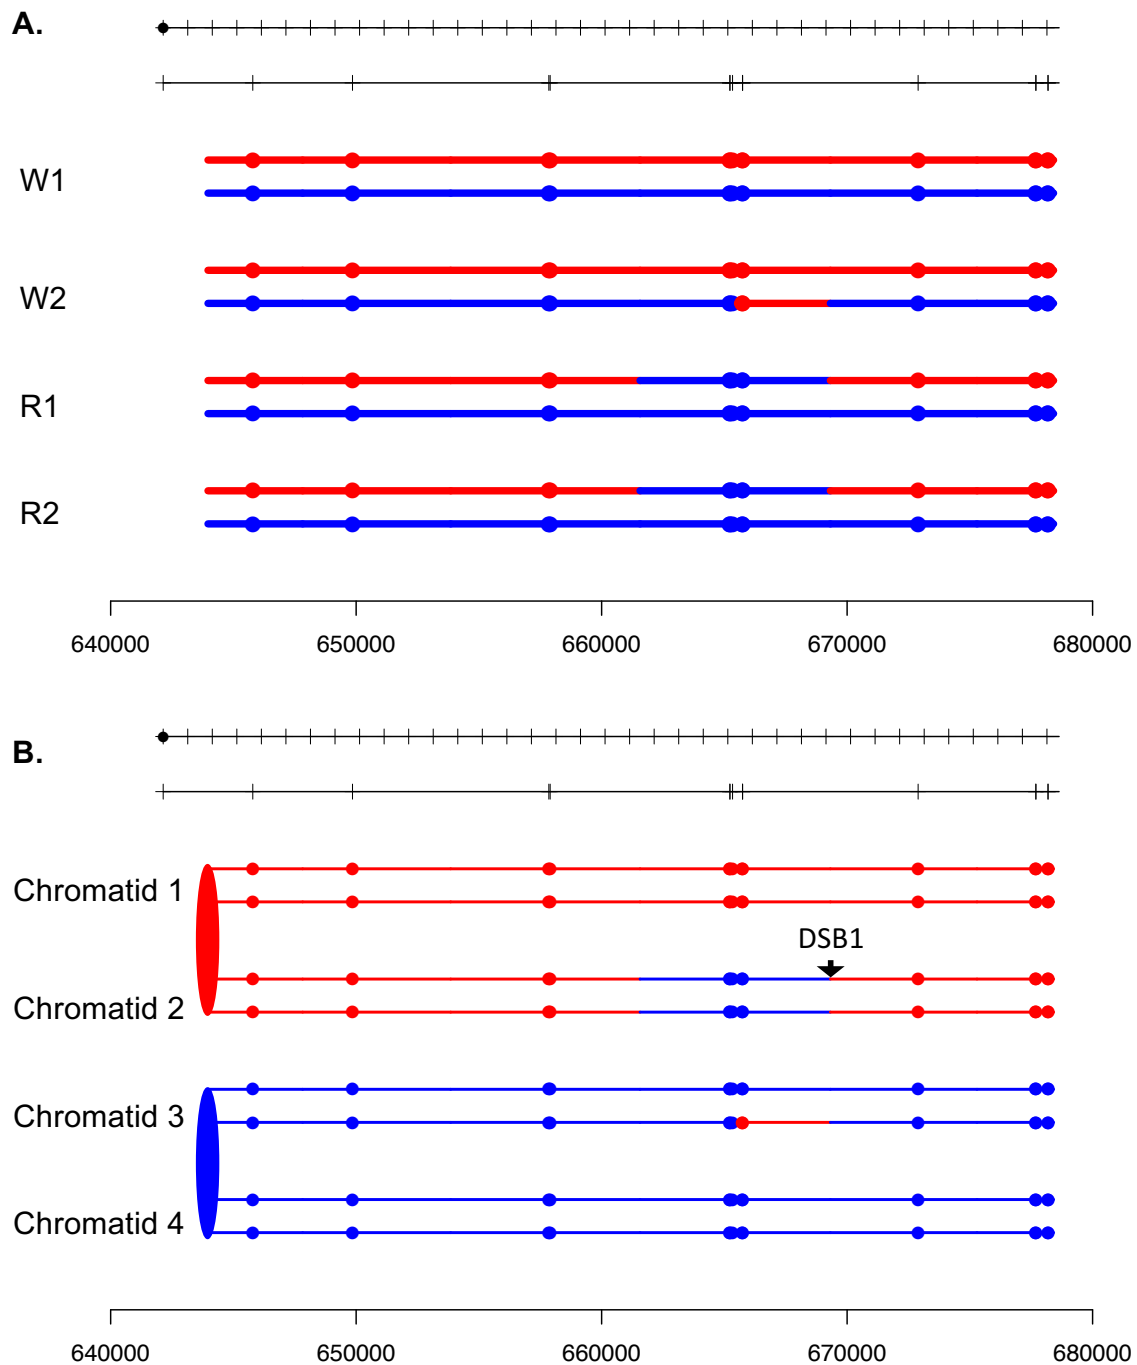 A.
W1
W2
R1
R2
640000 650000 660000 670000 680000
B.
Chromatid 1
DSB1
Chromatid 2
Chromatid 3
Chromatid 4
640000 650000 660000 670000 680000